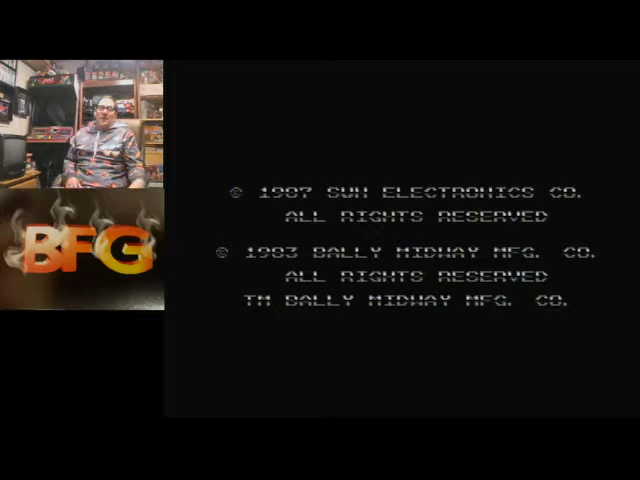 BFG
© 1987 SUN ELECTRONICS CO.
ALL RIGHTS RESERVED
© 1983 BALLY MIDWAY MFG. CO.
ALL RIGHTS RESERVED
TM BALLY MIDWAY MFG. CO.